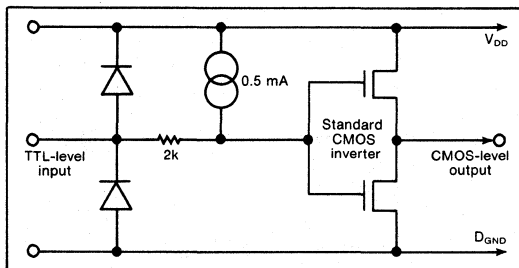 V_DD
0.5 mA
Standard
CMOS
inverter
TTL-level
input
2k
CMOS-level
output
D_GND